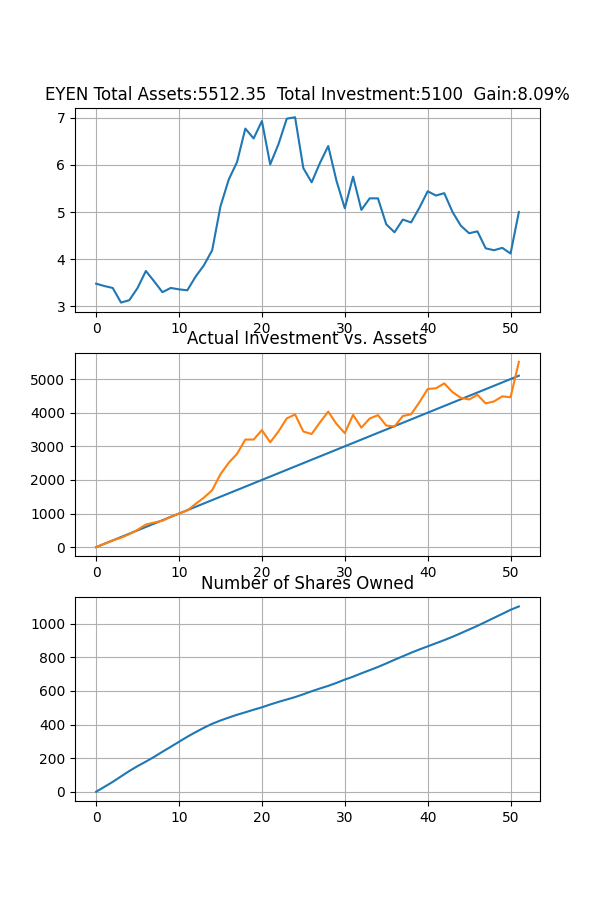 EYEN Total Assets:5512.35  Total Investment:5100  Gain:8.09%
7
6
5
4
3
0 10 20 30 40 50
Actual Investment vs. Assets
5000
4000
3000
2000
1000
0
0 10 20 30 40 50
Number of Shares Owned
1000
800
600
400
200
0
0 10 20 30 40 50